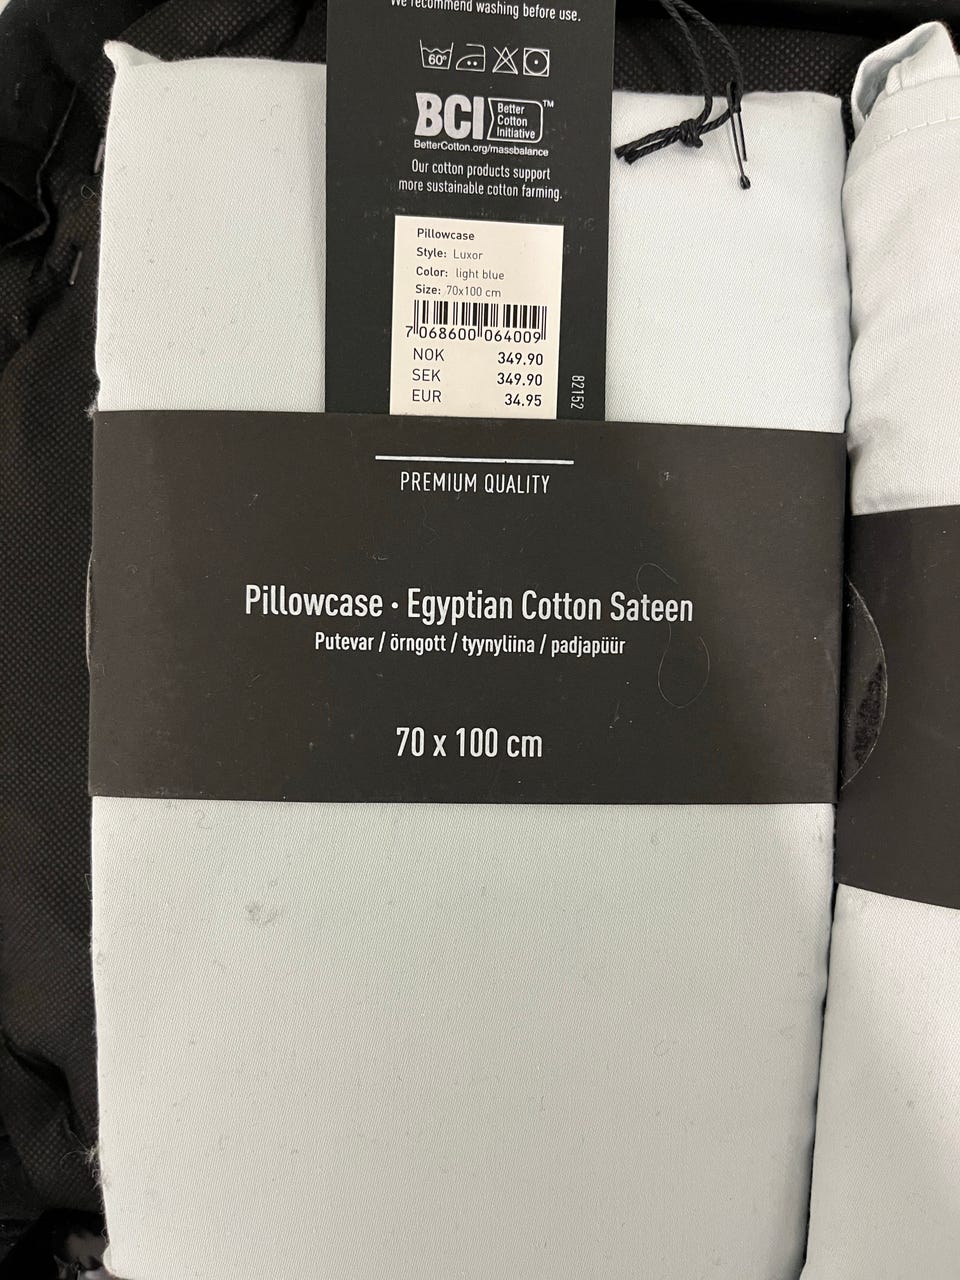 We recommend washing before use.
60°
BCI Better Cotton Initiative™
BetterCotton.org/massbalance
Our cotton products support
more sustainable cotton farming.
Pillowcase
Style: Luxor
Color: light blue
Size: 70x100 cm
7 068600 064009
NOK 349.90
SEK 349.90
EUR 34.95
82152
PREMIUM QUALITY
Pillowcase · Egyptian Cotton Sateen
Putevar / örngott / tyynyliina / padjapüür
70 x 100 cm